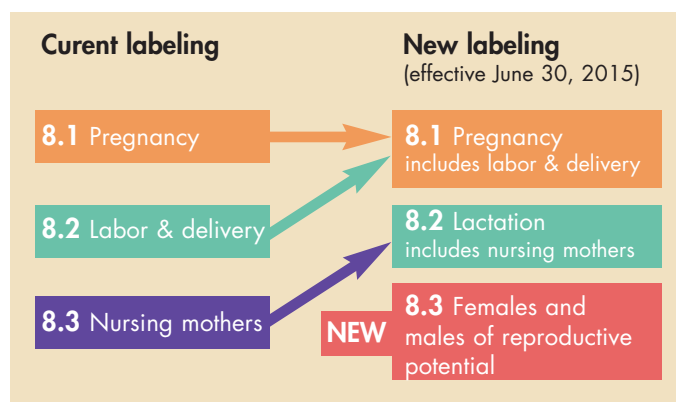 Curent labeling
8.1 Pregnancy
8.2 Labor & delivery
8.3 Nursing mothers
New labeling
(effective June 30, 2015)
8.1 Pregnancy
includes labor & delivery
8.2 Lactation
includes nursing mothers
NEW
8.3 Females and
males of reproductive
potential